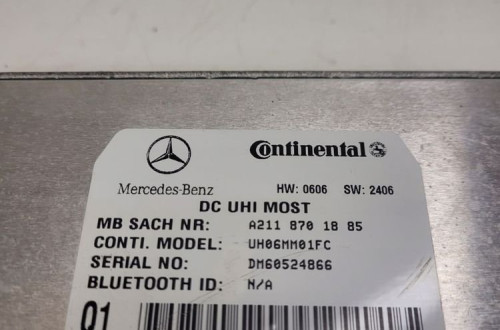 Continental
Mercedes-Benz HW: 0606 SW: 2406
DC UHI MOST
MB SACH NR: A211 870 18 85
CONTI. MODEL: UH06MM01FC
SERIAL NO: DM60524866
BLUETOOTH ID: N/A
Q1